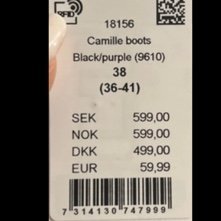 18156
Camille boots
Black/purple (9610)
38
(36-41)
SEK 599,00
NOK 599,00
DKK 499,00
EUR 59,99
7 314130 747999